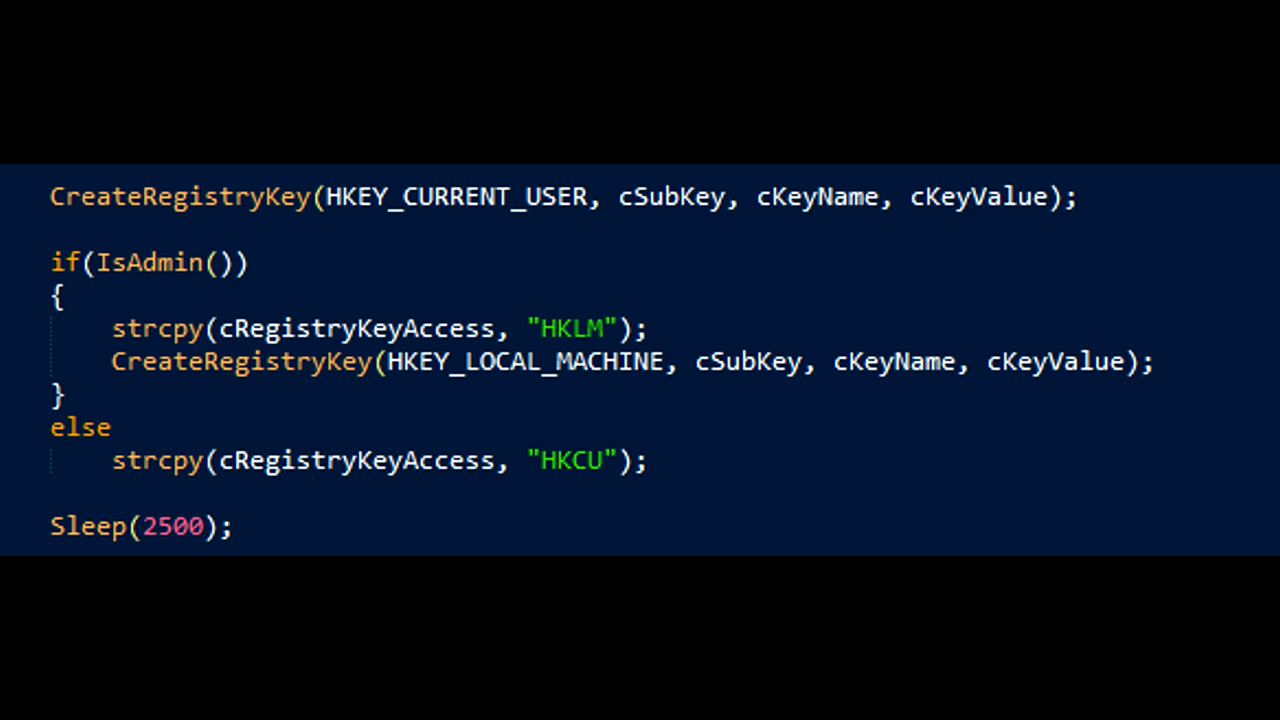 CreateRegistryKey(HKEY_CURRENT_USER, cSubKey, cKeyName, cKeyValue);
if(IsAdmin())
{
strcpy(cRegistryKeyAccess, "HKLM");
CreateRegistryKey(HKEY_LOCAL_MACHINE, cSubKey, cKeyName, cKeyValue);
}
else
strcpy(cRegistryKeyAccess, "HKCU");
Sleep(2500);